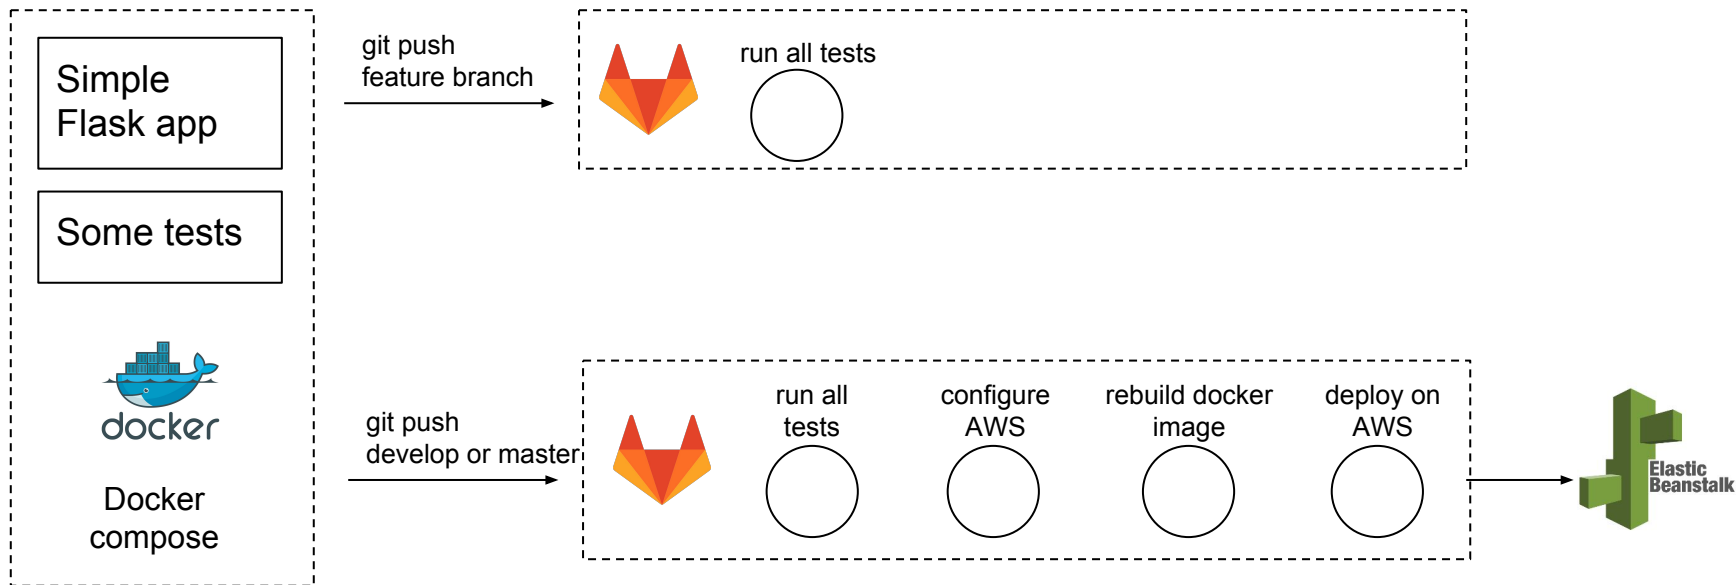 Simple
Flask app
Some tests
docker
Docker
compose
git push
feature branch
run all tests
git push
develop or master
run all
tests
configure
AWS
rebuild docker
image
deploy on
AWS
Elastic
Beanstalk